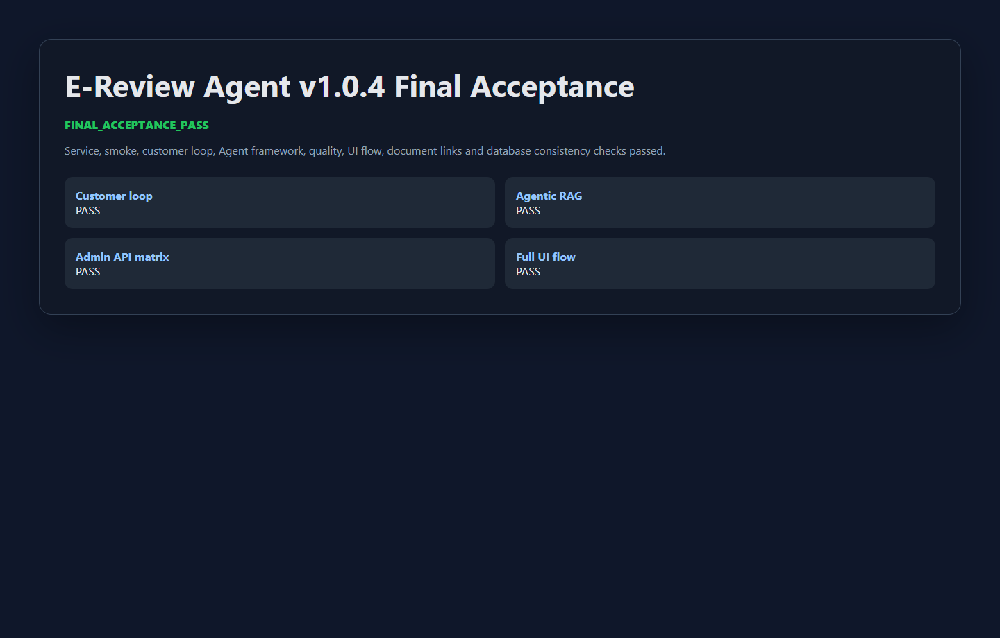 E-Review Agent v1.0.4 Final Acceptance
FINAL_ACCEPTANCE_PASS
Service, smoke, customer loop, Agent framework, quality, UI flow, document links and database consistency checks passed.
Customer loop
PASS
Agentic RAG
PASS
Admin API matrix
PASS
Full UI flow
PASS